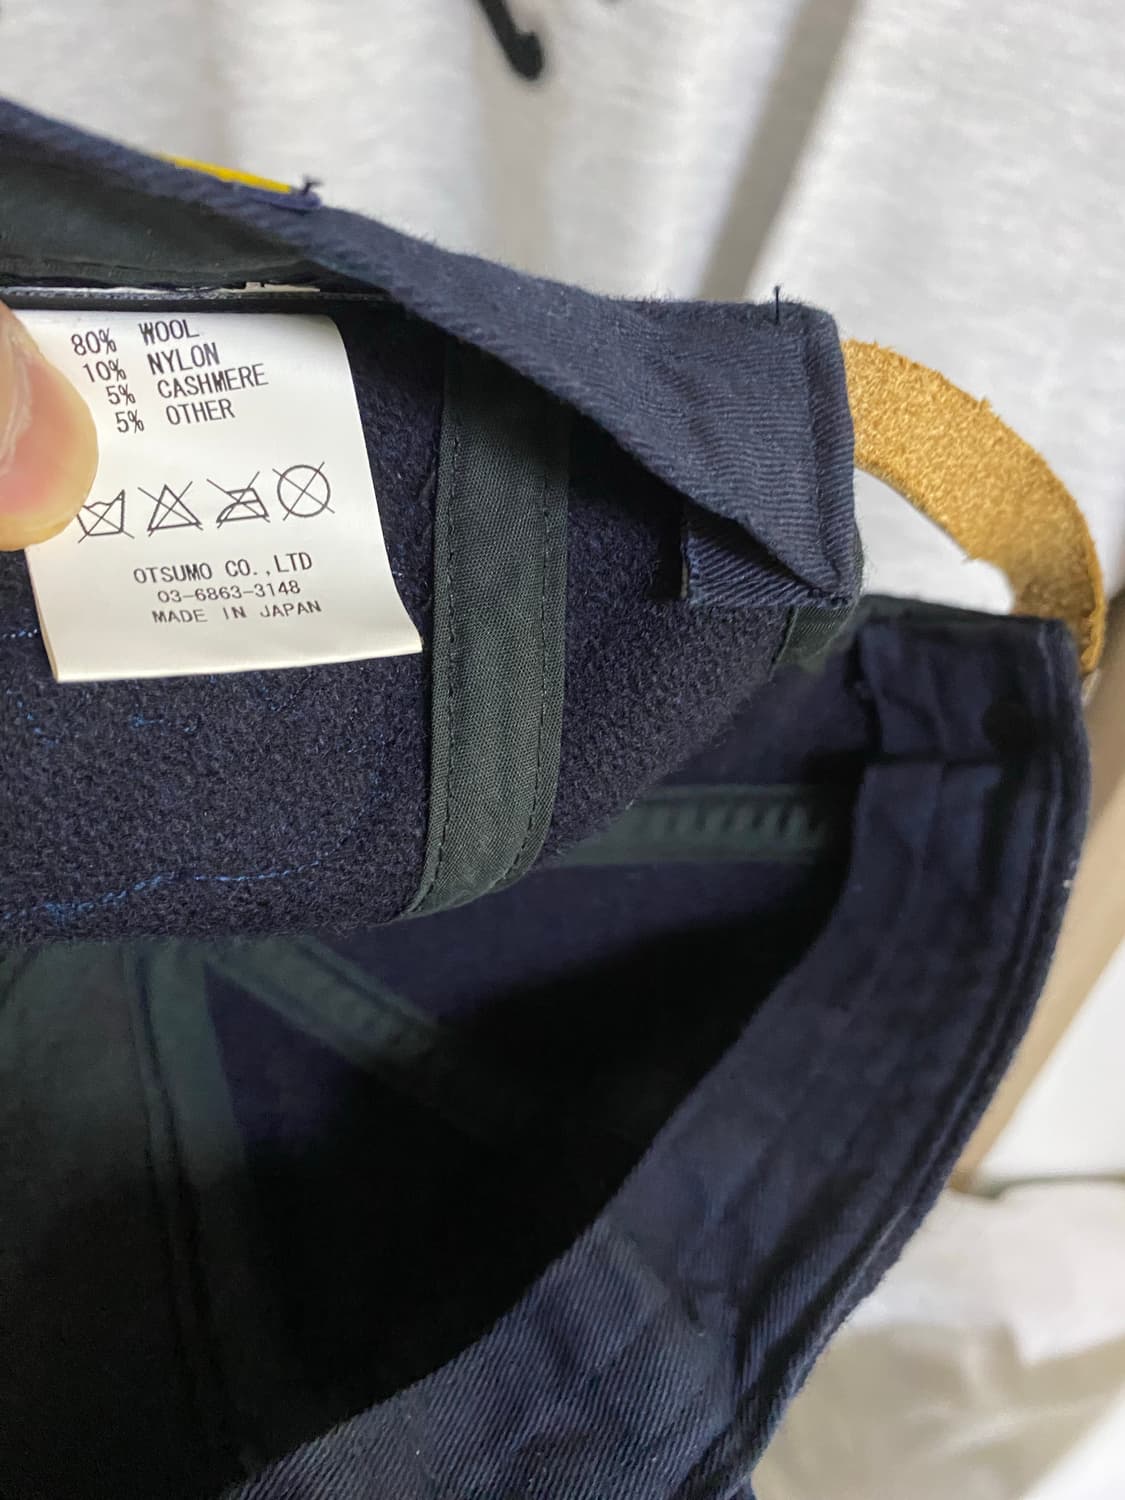 80% WOOL
10% NYLON
5% CASHMERE
5% OTHER
OTSUMO CO.,LTD
03-6863-3148
MADE IN JAPAN